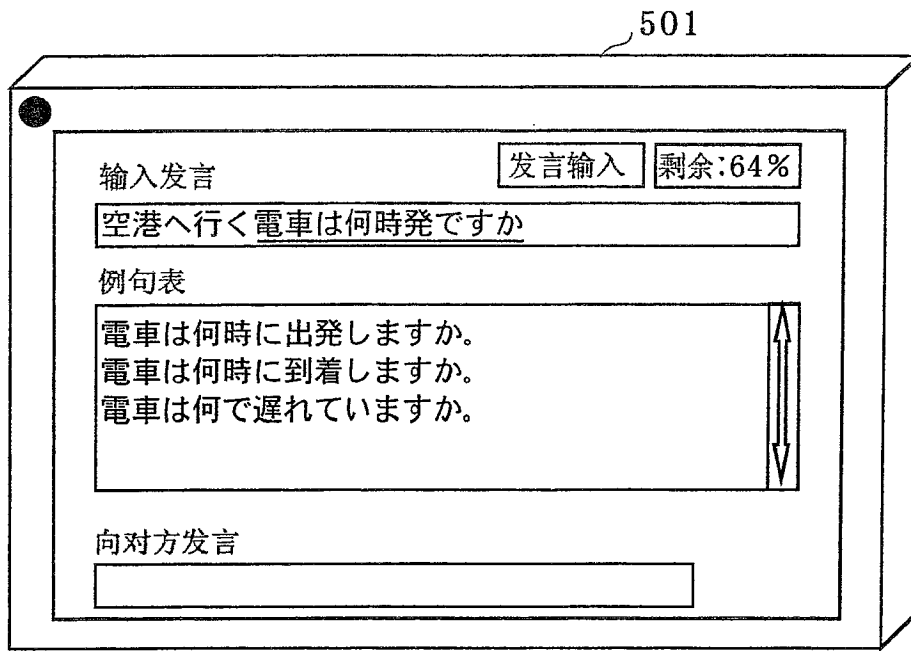 501
发言输入
剩余:64%
输入发言
空港へ行く電車は何時発ですか
例句表
電車は何時に出発しますか。
電車は何時に到着しますか。
電車は何で遅れていますか。
向对方发言